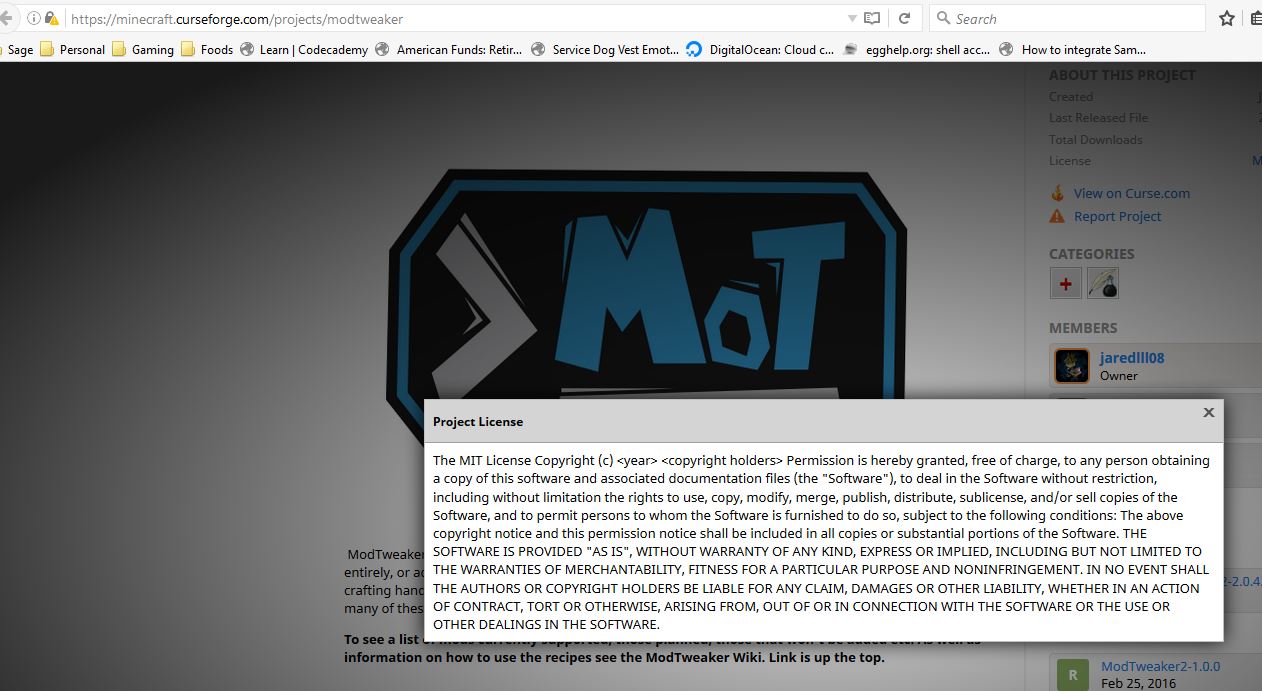 https://minecraft.curseforge.com/projects/modtweaker
Search
Sage Personal Gaming Foods Learn | Codecademy American Funds: Retir... Service Dog Vest Emot... DigitalOcean: Cloud c... egghelp.org: shell acc... How to integrate Sam...
ABOUT THIS PROJECT
Created
Last Released File
Total Downloads
License M
View on Curse.com
Report Project
CATEGORIES
MEMBERS
jaredlll08
Owner
MoT
Project License
The MIT License Copyright (c) <year> <copyright holders> Permission is hereby granted, free of charge, to any person obtaining
a copy of this software and associated documentation files (the "Software"), to deal in the Software without restriction,
including without limitation the rights to use, copy, modify, merge, publish, distribute, sublicense, and/or sell copies of the
Software, and to permit persons to whom the Software is furnished to do so, subject to the following conditions: The above
copyright notice and this permission notice shall be included in all copies or substantial portions of the Software. THE
SOFTWARE IS PROVIDED "AS IS", WITHOUT WARRANTY OF ANY KIND, EXPRESS OR IMPLIED, INCLUDING BUT NOT LIMITED TO
THE WARRANTIES OF MERCHANTABILITY, FITNESS FOR A PARTICULAR PURPOSE AND NONINFRINGEMENT. IN NO EVENT SHALL
THE AUTHORS OR COPYRIGHT HOLDERS BE LIABLE FOR ANY CLAIM, DAMAGES OR OTHER LIABILITY, WHETHER IN AN ACTION
OF CONTRACT, TORT OR OTHERWISE, ARISING FROM, OUT OF OR IN CONNECTION WITH THE SOFTWARE OR THE USE OR
OTHER DEALINGS IN THE SOFTWARE.
ModTweaker
entirely, or
crafting
many of
To see a list
information on how to use the recipes see the ModTweaker Wiki. Link is up the top.
2-2.0.4.
R ModTweaker2-1.0.0
Feb 25, 2016